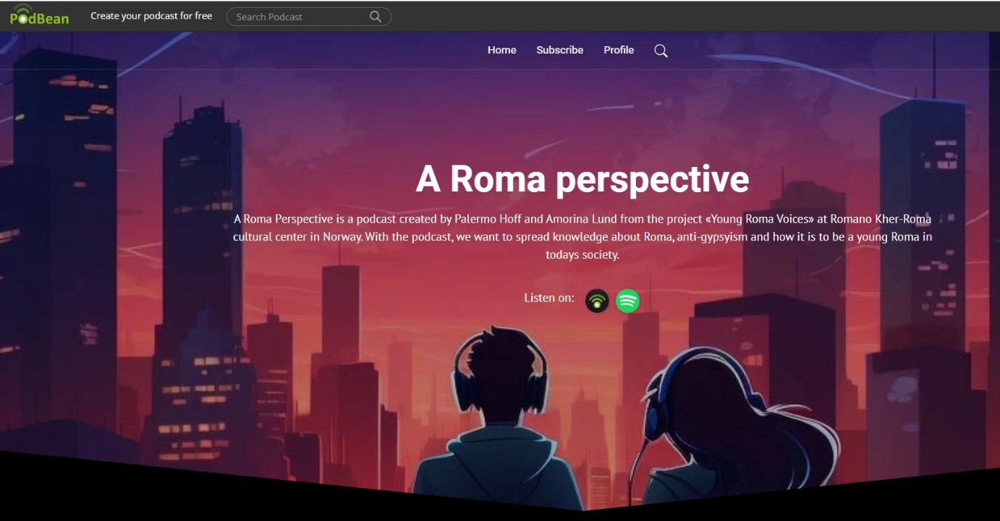 PodBean
Create your podcast for free
Search Podcast
Home
Subscribe
Profile
A Roma perspective
A Roma Perspective is a podcast created by Palermo Hoff and Amorina Lund from the project «Young Roma Voices» at Romano Kher-Roma
cultural center in Norway. With the podcast, we want to spread knowledge about Roma, anti-gypsyism and how it is to be a young Roma in
todays society.
Listen on: